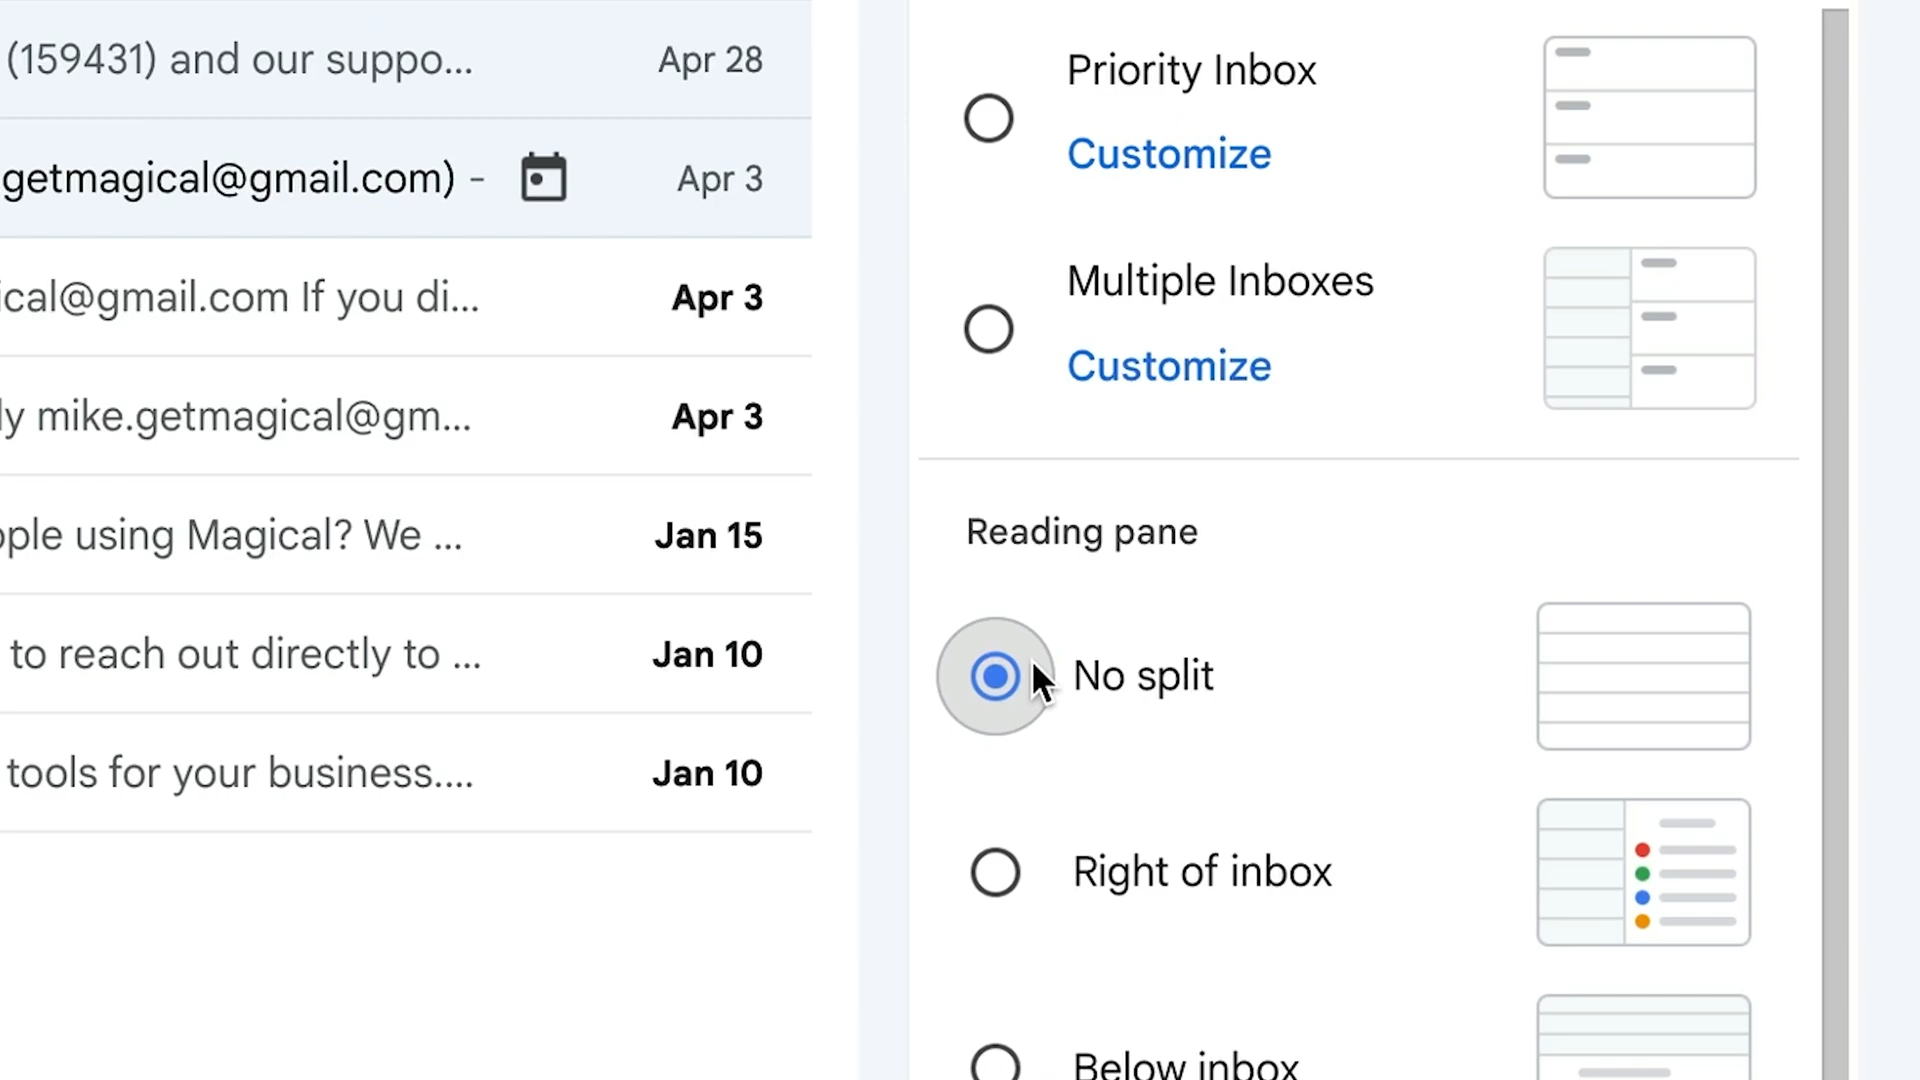 (159431) and our suppo... Apr 28
getmagical@gmail.com) - Apr 3
ical@gmail.com If you di... Apr 3
ly mike.getmagical@gm... Apr 3
ople using Magical? We ... Jan 15
to reach out directly to ... Jan 10
tools for your business.... Jan 10
Priority Inbox
Customize
Multiple Inboxes
Customize
Reading pane
No split
Right of inbox
Below inbox